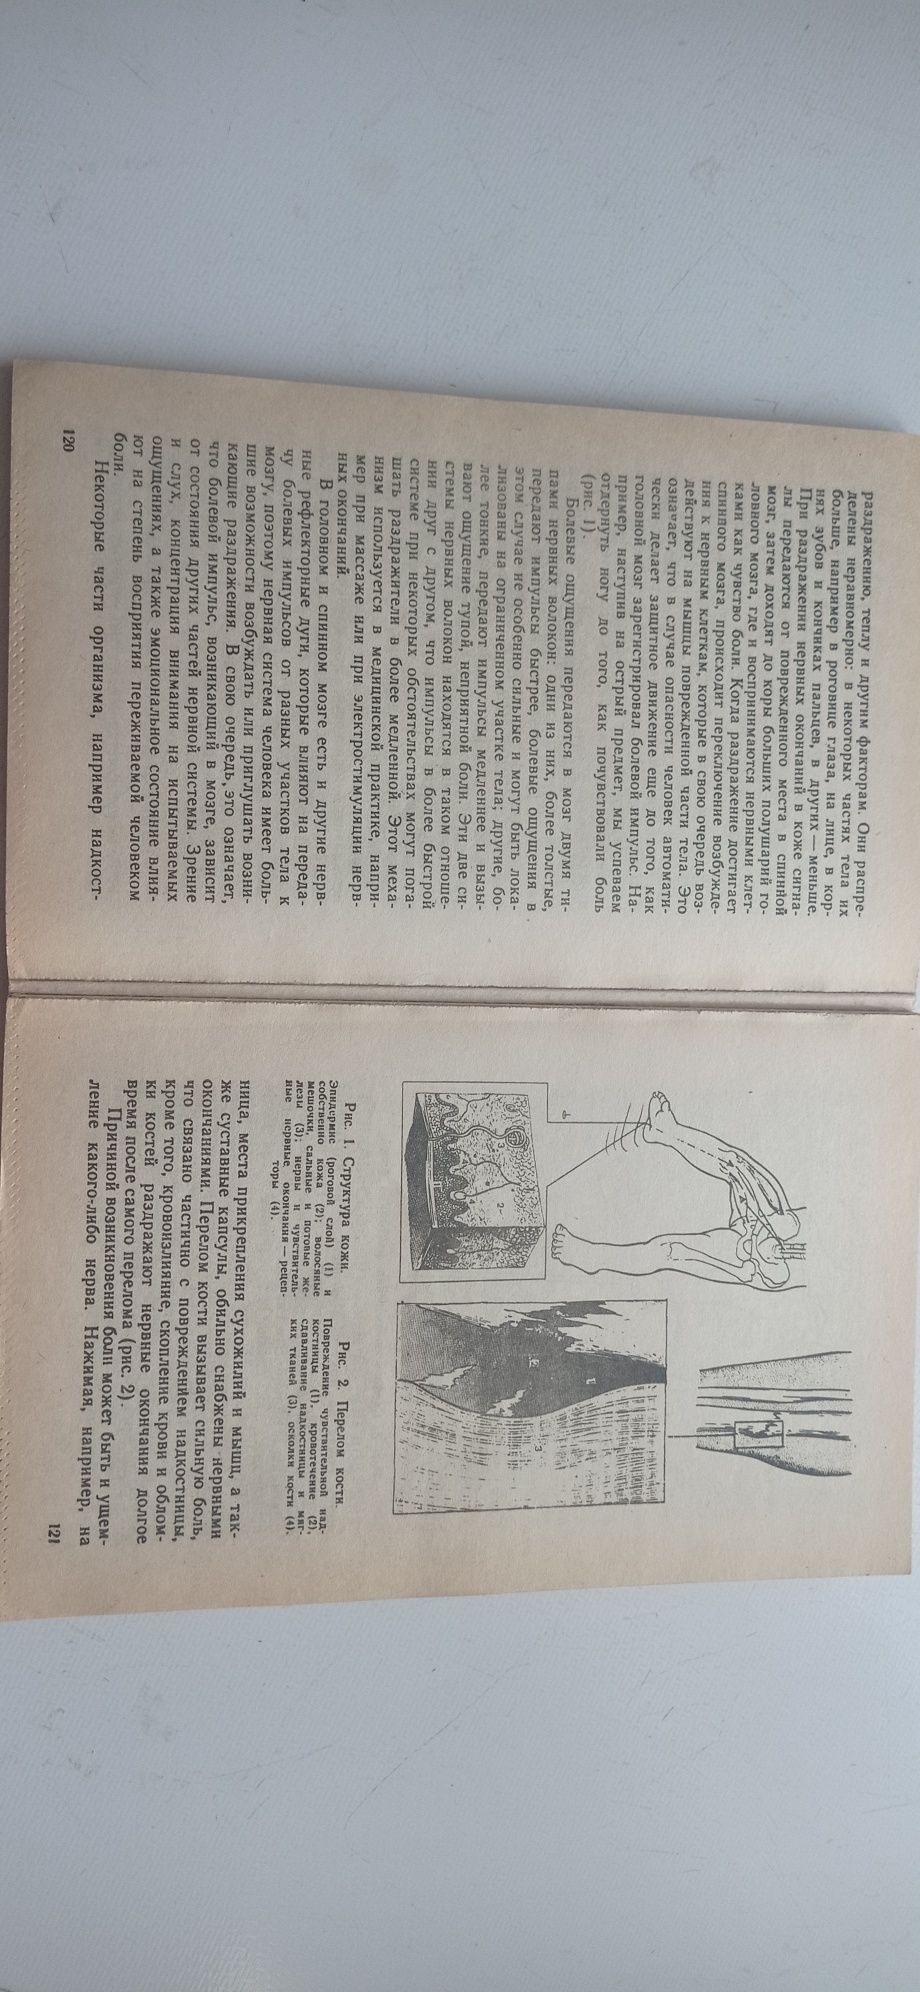 раздражению, теплу и другим факторам. Они распре-
делены неравномерно: в некоторых частях тела их
больше, например в роговице глаза, на лице, в кор-
нях зубов и кончиках пальцев, в других — меньше.
При раздражении нервных окончаний в коже сигна-
лы передаются от поврежденного места в спинной
мозг, затем доходят до коры больших полушарий го-
ловного мозга, где и воспринимаются нервными клет-
ками как чувство боли. Когда раздражение достигает
спинного мозга, происходит переключение возбужде-
ния к нервным клеткам, которые в свою очередь воз-
действуют на мышцы поврежденной части тела. Это
означает, что в случае опасности человек автомати-
чески делает защитное движение еще до того, как
головной мозг зарегистрировал болевой импульс. На-
пример, наступив на острый предмет, мы успеваем
отдернуть ногу до того, как почувствовали боль
(рис. 1).
Болевые ощущения передаются в мозг двумя ти-
пами нервных волокон: одни из них, более толстые,
передают импульсы быстрее, болевые ощущения в
этом случае не особенно сильные и могут быть лока-
лизованы на ограниченном участке тела; другие, бо-
лее тонкие, передают импульсы медленнее и вызы-
вают ощущение тупой, неприятной боли. Эти две си-
стемы нервных волокон находятся в таком отноше-
нии друг с другом, что импульсы в более быстрой
системе при некоторых обстоятельствах могут пога-
шать раздражители в более медленной. Этот меха-
низм используется в медицинской практике, напри-
мер при массаже или при электростимуляции нерв-
ных окончаний.
В головном и спинном мозге есть и другие нерв-
ные рефлекторные дуги, которые влияют на переда-
чу болевых импульсов от разных участков тела к
мозгу, поэтому нервная система человека имеет боль-
шие возможности возбуждать или приглушать возни-
кающие раздражения. В свою очередь, это означает,
что болевой импульс, возникающий в мозге, зависит
от состояния других частей нервной системы. Зрение
и слух, концентрация внимания на испытываемых
ощущениях, а также эмоциональное состояние влия-
ют на степень восприятия переживаемой человеком
боли.
Некоторые части организма, например надкост-
120
Рис. 1. Структура кожи.
Эпидермис (роговой слой) (1) и
собственно кожа (2); волосяные
мешочки, сальные и потовые же-
лезы (3); нервы и чувствитель-
ные нервные окончания — рецеп-
торы (4).
Рис. 2. Перелом кости.
Повреждение чувствительной над-
костницы (1), кровотечение (2),
сдавливание надкостницы и мяг-
ких тканей (3), осколки кости (4).
ница, места прикрепления сухожилий и мышц, а так-
же суставные капсулы, обильно снабжены нервными
окончаниями. Перелом кости вызывает сильную боль,
что связано частично с повреждением надкостницы,
кроме того, кровоизлияние, скопление крови и облом-
ки костей раздражают нервные окончания долгое
время после самого перелома (рис. 2).
Причиной возникновения боли может быть и ущем-
ление какого-либо нерва. Нажимая, например, на
121